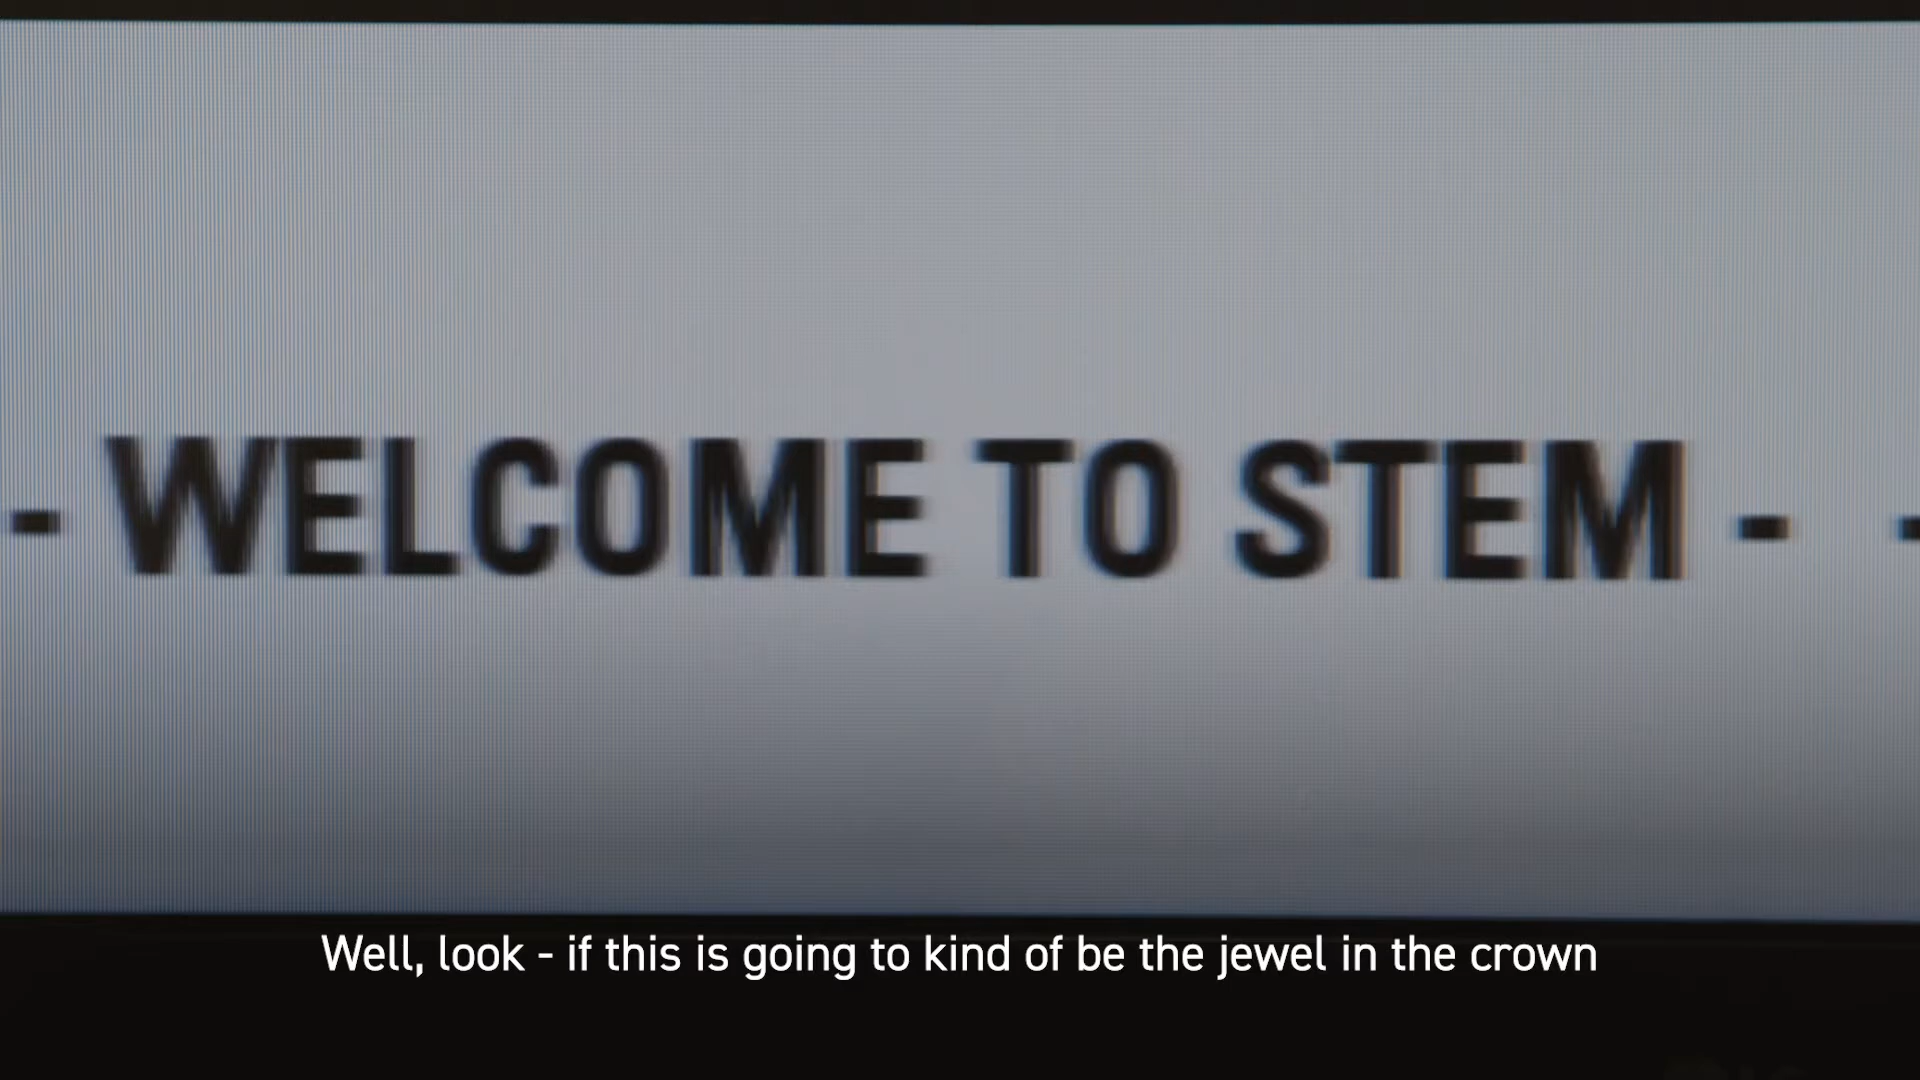 - WELCOME TO STEM - -
Well, look - if this is going to kind of be the jewel in the crown